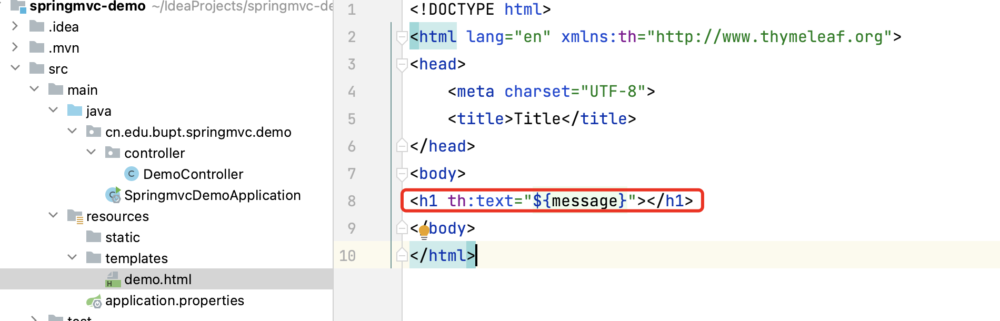 springmvc-demo ~/IdeaProjects/springmvc-de
.idea
.mvn
src
main
java
cn.edu.bupt.springmvc.demo
controller
C DemoController
SpringmvcDemoApplication
resources
static
templates
H demo.html
application.properties
test
1 <!DOCTYPE html>
2 <html lang="en" xmlns:th="http://www.thymeleaf.org">
3 <head>
4 <meta charset="UTF-8">
5 <title>Title</title>
6 </head>
7 <body>
8 <h1 th:text="${message}"></h1>
9 </body>
10 </html>